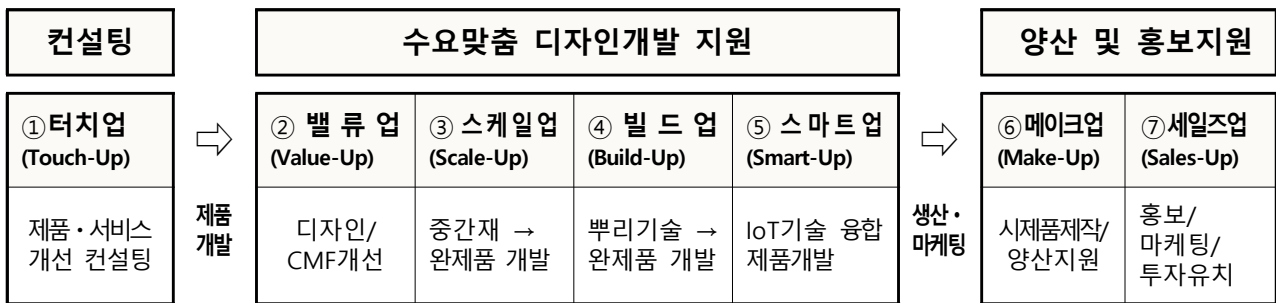 컨설팅
수요맞춤 디자인개발 지원
양산 및 홍보지원
①터치업
(Touch-Up)
제품・서비스
개선 컨설팅
⇨
제품
개발
② 밸류업
(Value-Up)
디자인/
CMF개선
③ 스케일업
(Scale-Up)
중간재 →
완제품 개발
④ 빌드업
(Build-Up)
뿌리기술 →
완제품 개발
⑤ 스마트업
(Smart-Up)
IoT기술 융합
제품개발
⇨
생산・
마케팅
⑥메이크업
(Make-Up)
시제품제작/
양산지원
⑦세일즈업
(Sales-Up)
홍보/
마케팅/
투자유치